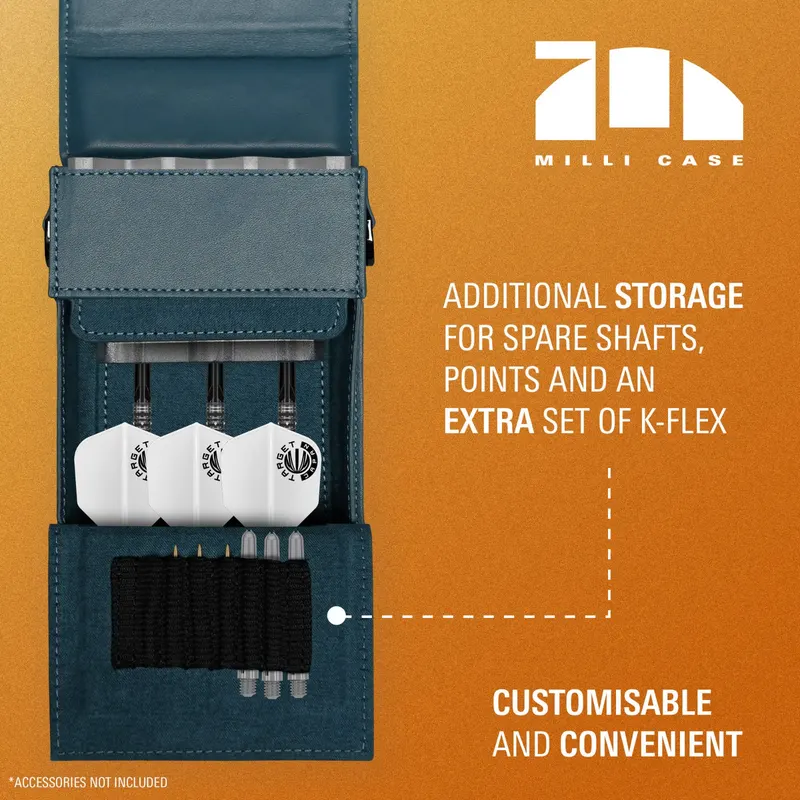 MILLI CASE
ADDITIONAL STORAGE
FOR SPARE SHAFTS,
POINTS AND AN
EXTRA SET OF K-FLEX
TARGET
TARGET
TARGET
JAPAN
CUSTOMISABLE
AND CONVENIENT
*ACCESSORIES NOT INCLUDED